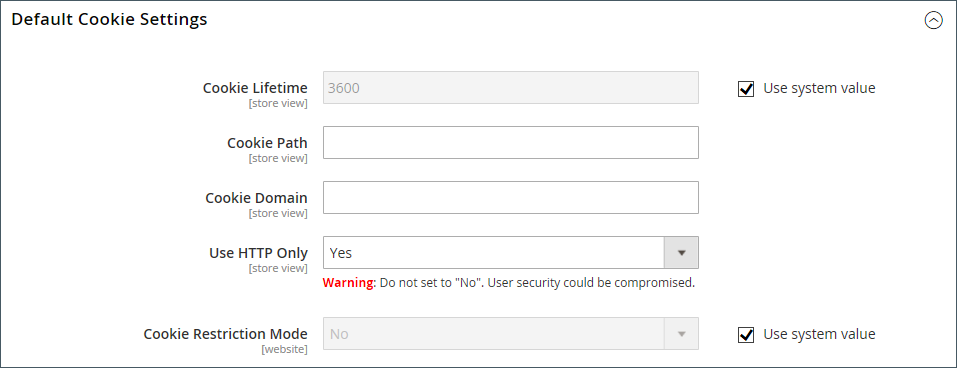 Default Cookie Settings
Cookie Lifetime 3600 Use system value
[store view]
Cookie Path
[store view]
Cookie Domain
[store view]
Use HTTP Only Yes
[store view]
Warning: Do not set to "No". User security could be compromised.
Cookie Restriction Mode No Use system value
[website]